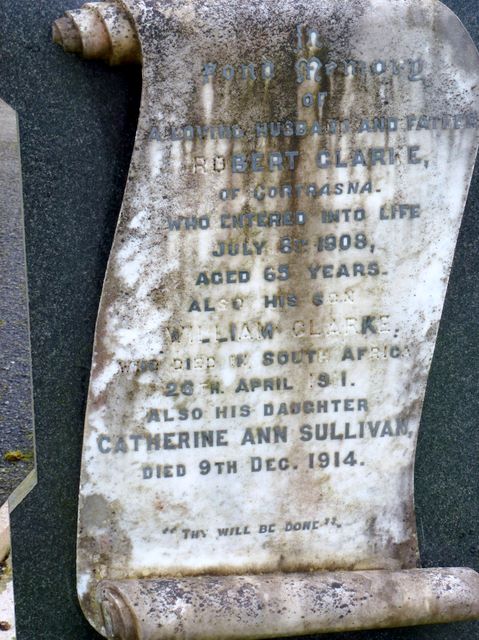 In
Fond Memory
OF
A LOVING HUSBAND AND FATHER
ROBERT CLARKE,
OF CORTRASNA.
WHO ENTERED INTO LIFE
JULY 8TH 1908,
AGED 65 YEARS.
ALSO HIS SON
WILLIAM CLARKE.
WHO DIED IN SOUTH AFRICA
26TH APRIL
ALSO HIS DAUGHTER
CATHERINE ANN SULLIVAN
DIED 9TH DEC. 1914.
"THY WILL BE DONE".